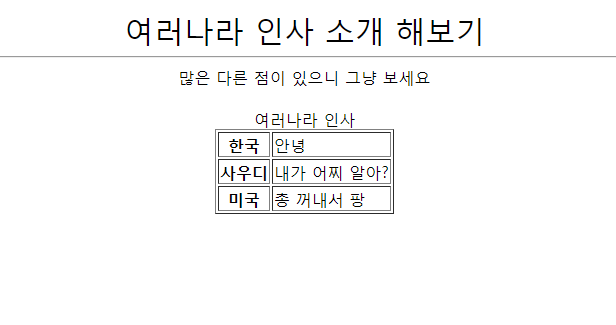 여러나라 인사 소개 해보기
많은 다른 점이 있으니 그냥 보세요
여러나라 인사
한국 안녕
사우디 내가 어찌 알아?
미국 총 꺼내서 팡